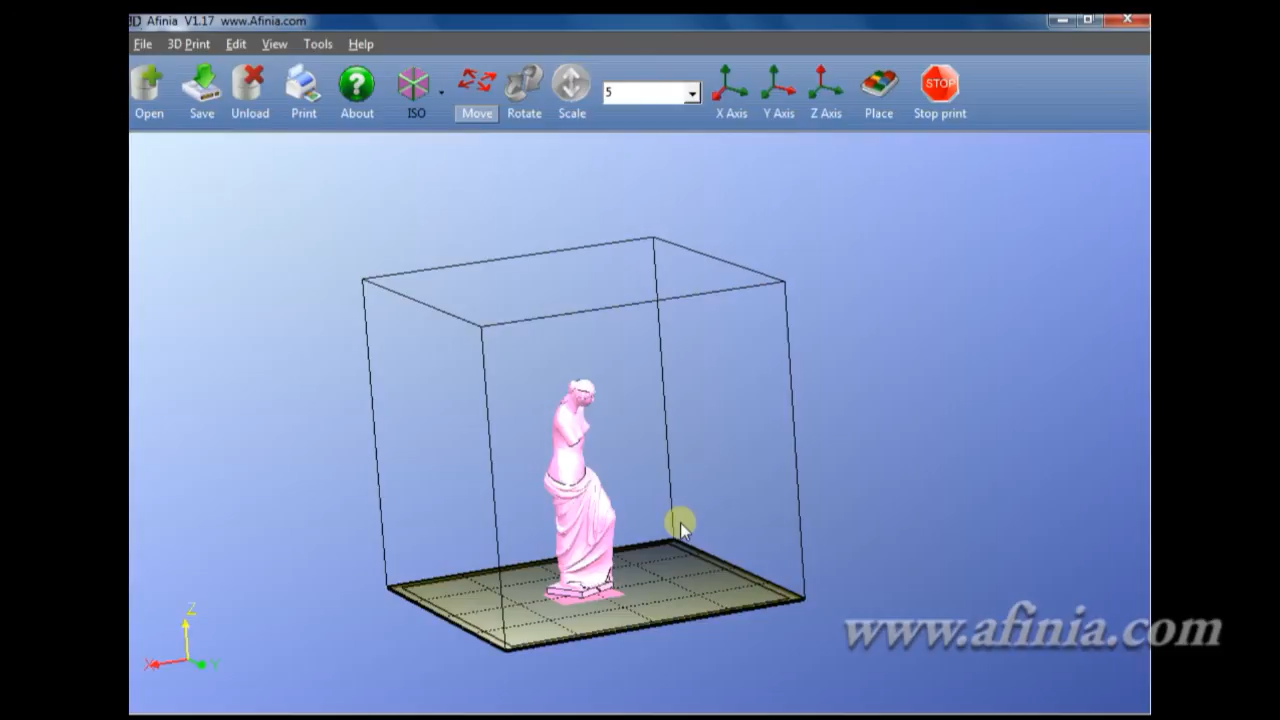 3D Afinia V1.17 www.Afinia.com
File 3D Print Edit View Tools Help
5
Open Save Unload Print About ISO Move Rotate Scale X Axis Y Axis Z Axis Place Stop print
STOP
Z
X Y
www.afinia.com